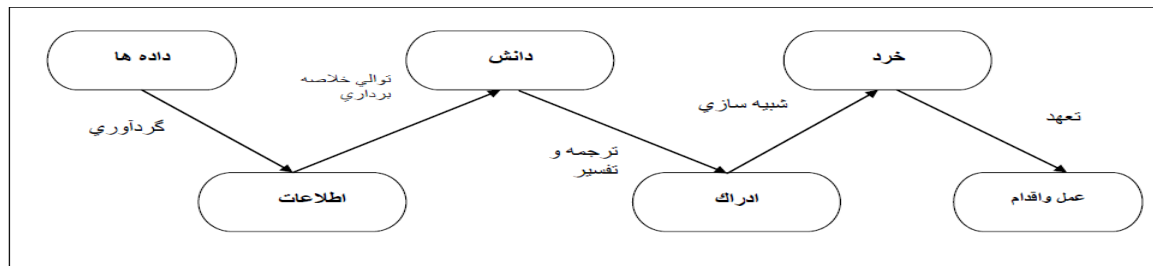 داده ها
گردآوري
اطلاعات
توالي خلاصه
برداري
دانش
ترجمه و
تفسير
ادراك
شبيه سازي
خرد
تعهد
عمل واقدام